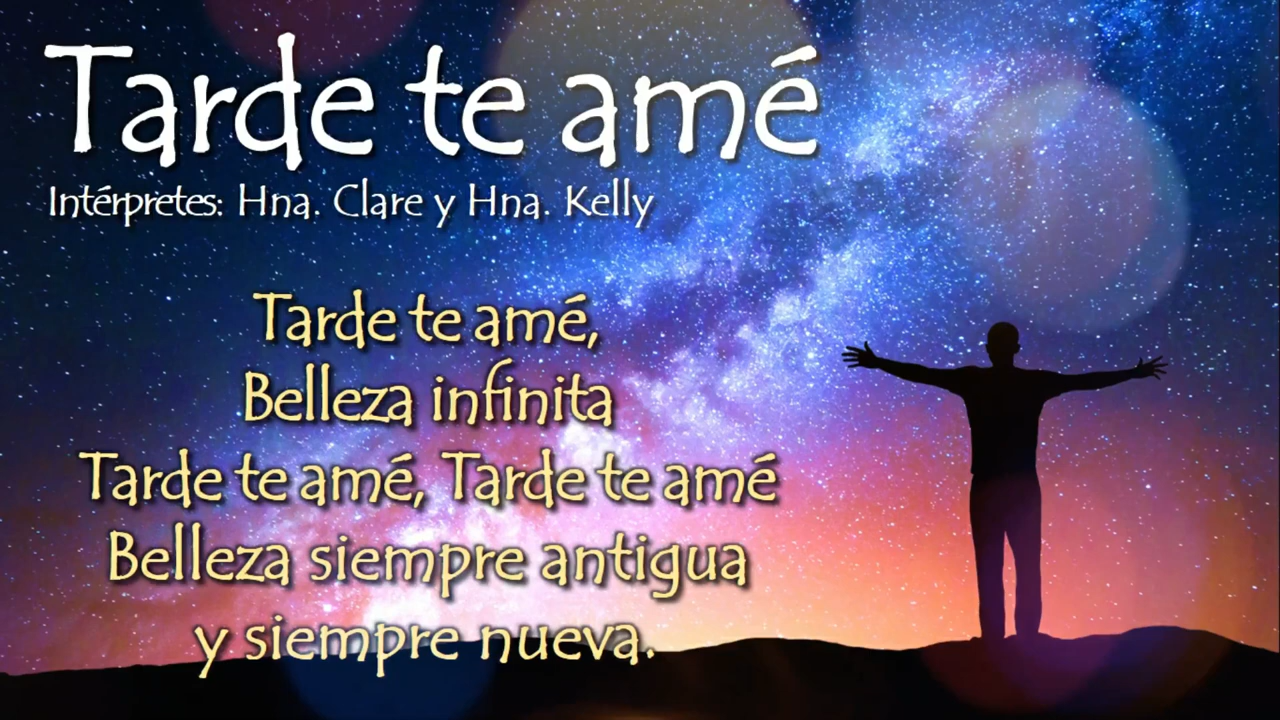 Tarde te amé
Intérpretes: Hna. Clare y Hna. Kelly
Tarde te amé,
Belleza infinita
Tarde te amé, Tarde te amé
Belleza siempre antigua
y siempre nueva.